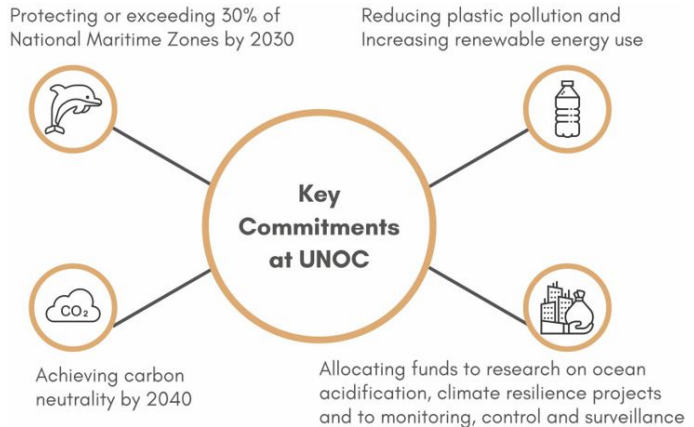 Protecting or exceeding 30% of
National Maritime Zones by 2030
Reducing plastic pollution and
Increasing renewable energy use
Key
Commitments
at UNOC
CO₂
Achieving carbon
neutrality by 2040
Allocating funds to research on ocean
acidification, climate resilience projects
and to monitoring, control and surveillance